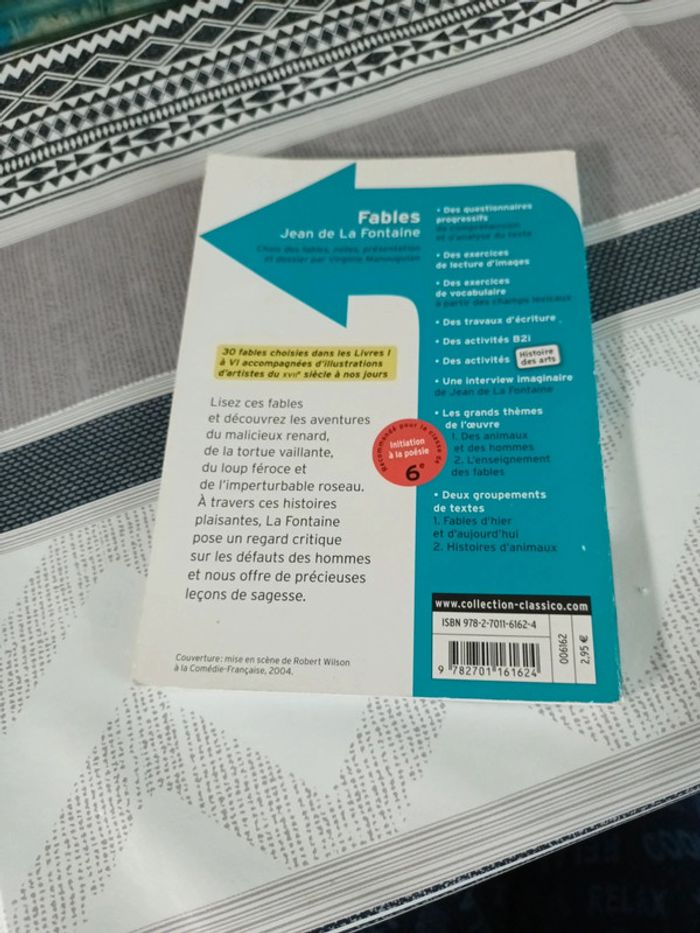 Fables
Jean de La Fontaine
Choix des fables, notes, présentation
et dossier par Virginie Manouguian
30 fables choisies dans les Livres I
à VI accompagnées d'illustrations
d'artistes du XVIIe siècle à nos jours
Lisez ces fables
et découvrez les aventures
du malicieux renard,
de la tortue vaillante,
du loup féroce et
de l'imperturbable roseau.
À travers ces histoires
plaisantes, La Fontaine
pose un regard critique
sur les défauts des hommes
et nous offre de précieuses
leçons de sagesse.
Couverture: mise en scène de Robert Wilson
à la Comédie-Française, 2004.
Recommandé pour la classe de
Initiation
à la poésie
6e
• Des questionnaires
progressifs
de compréhension
et d'analyse du texte
• Des exercices
de lecture d'images
• Des exercices
de vocabulaire
à partir des champs lexicaux
• Des travaux d'écriture
• Des activités B2i
• Des activités Histoire
des arts
• Une interview imaginaire
de Jean de La Fontaine
• Les grands thèmes
de l'œuvre
1. Des animaux
et des hommes
2. L'enseignement
des fables
• Deux groupements
de textes
1. Fables d'hier
et d'aujourd'hui
2. Histoires d'animaux
www.collection-classico.com
ISBN 978-2-7011-6162-4
9 782701 161624
006162
2,95 €
RELAX